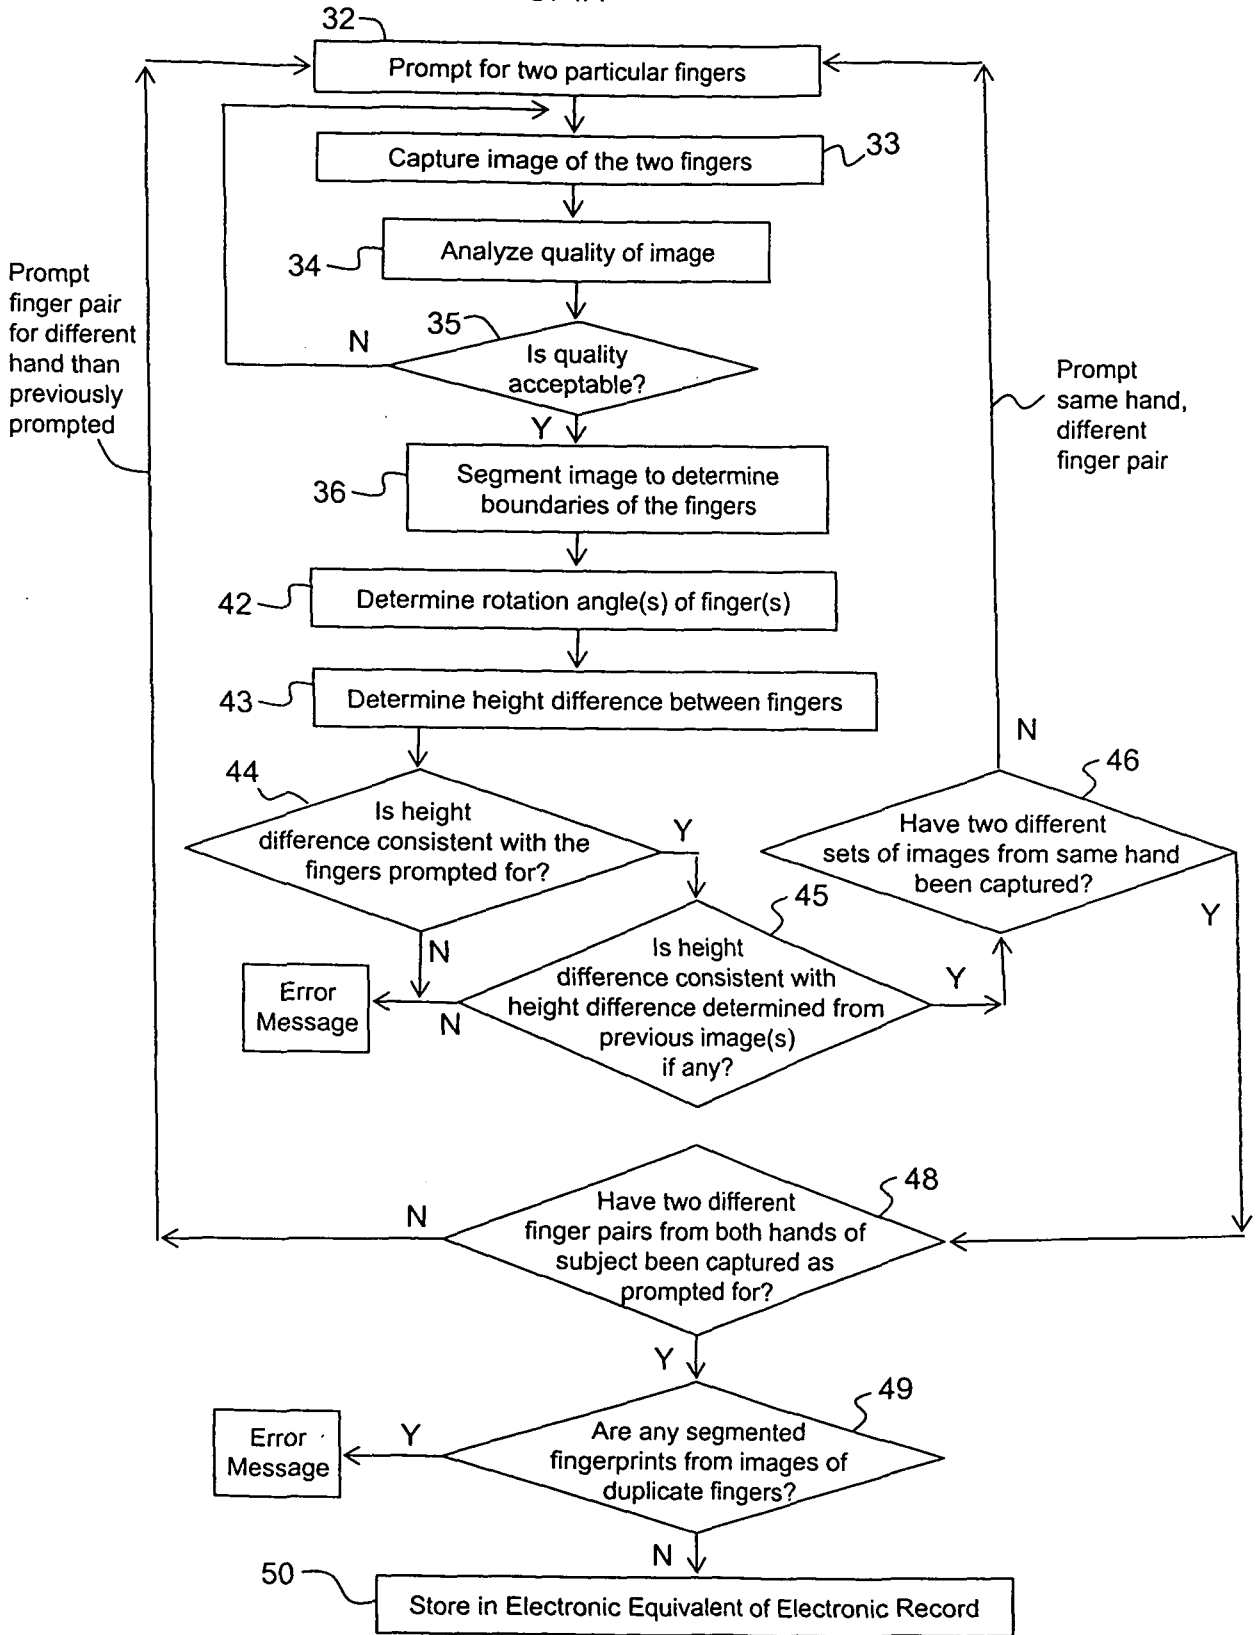 32
Prompt for two particular fingers
Capture image of the two fingers
33
Analyze quality of image
34
Prompt
finger pair
for different
hand than
previously
prompted
35
N
Is quality
acceptable?
Y
Prompt
same hand,
different
finger pair
Segment image to determine
boundaries of the fingers
36
Determine rotation angle(s) of finger(s)
42
Determine height difference between fingers
43
N
44
Is height
difference consistent with the
fingers prompted for?
Y
46
Have two different
sets of images from same hand
been captured?
Y
45
N
Is height
difference consistent with
height difference determined from
previous image(s)
if any?
Y
N
Error
Message
48
Have two different
finger pairs from both hands of
subject been captured as
prompted for?
N
Y
49
Are any segmented
fingerprints from images of
duplicate fingers?
Y
Error
Message
N
50
Store in Electronic Equivalent of Electronic Record